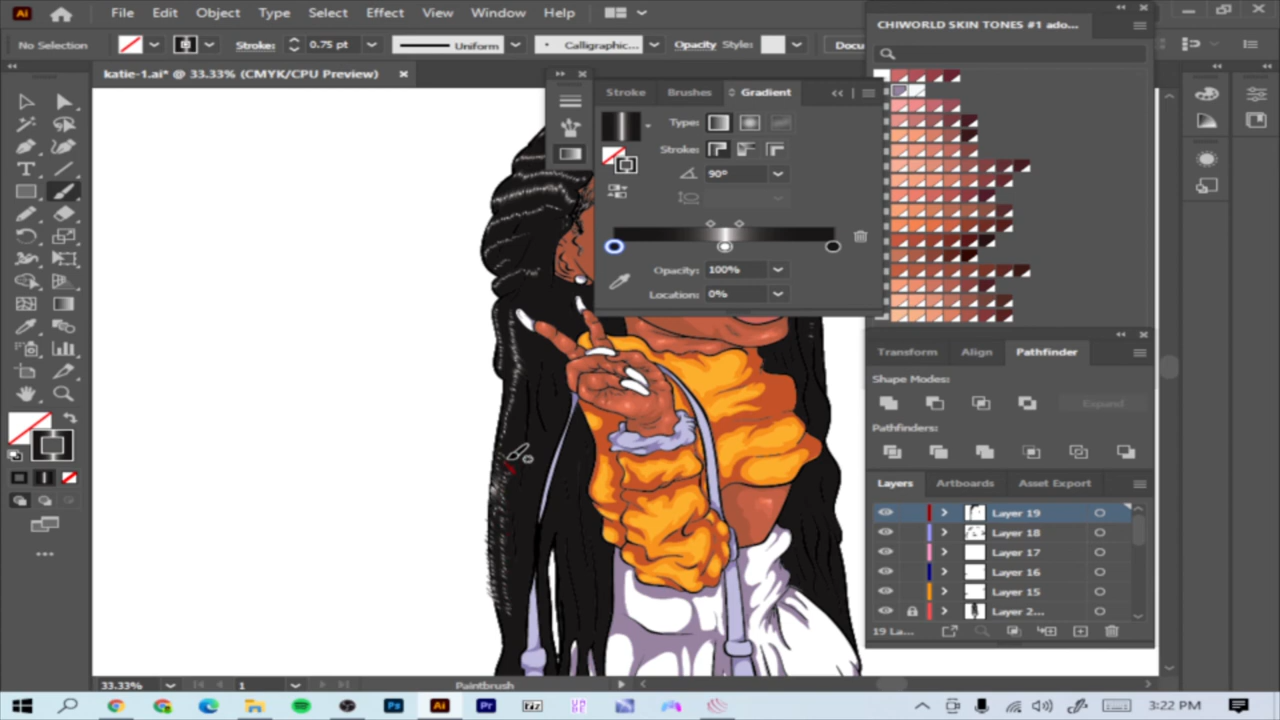 Ai File Edit Object Type Select Effect View Window Help
No Selection Stroke: 0.75 pt Uniform Calligraphic... Opacity Style: Docu
CHIWORLD SKIN TONES #1 ado...
katie-1.ai* @ 33.33% (CMYK/CPU Preview)
Stroke Brushes Gradient
Type:
Stroke:
90°
Opacity: 100%
Location: 0%
Transform Align Pathfinder
Shape Modes:
Expand
Pathfinders:
Layers Artboards Asset Export
Layer 19
Layer 18
Layer 17
Layer 16
Layer 15
Layer 2...
19 La...
33.33% 1 Paintbrush
Ps Ai Pr 3:22 PM